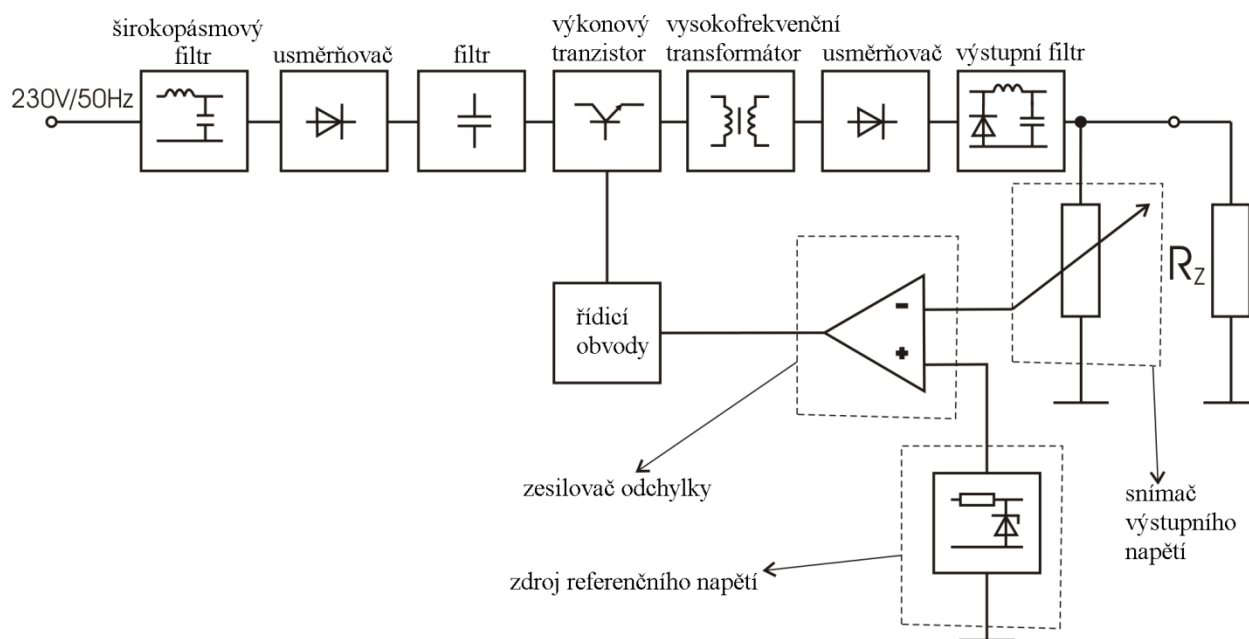 širokopásmový
filtr
usměrňovač
filtr
výkonový
tranzistor
vysokofrekvenční
transformátor
usměrňovač
výstupní filtr
230V/50Hz
řídicí
obvody
-
+
RZ
zesilovač odchylky
snímač
výstupního
napětí
zdroj referenčního napětí